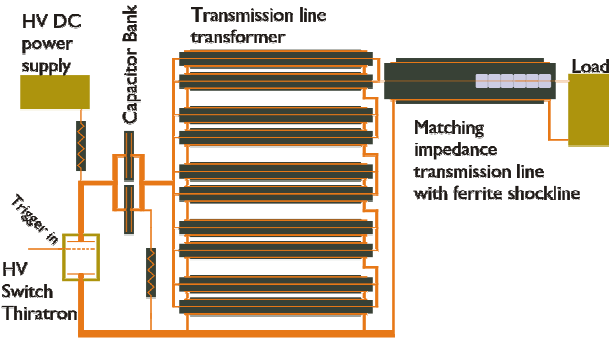 HV DC
power
supply
Capacitor Bank
Transmission line
transformer
Load
Matching
impedance
transmission line
with ferrite shockline
Trigger in
HV
Switch
Thiratron